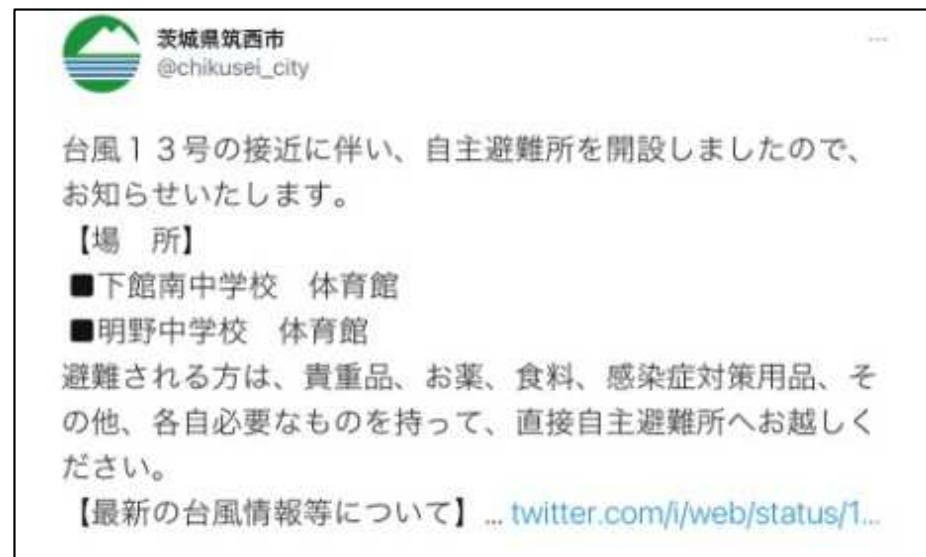 茨城県筑西市
@chikusei_city
台風１３号の接近に伴い、自主避難所を開設しましたので、
お知らせいたします。
【場　所】
■下館南中学校　体育館
■明野中学校　体育館
避難される方は、貴重品、お薬、食料、感染症対策用品、そ
の他、各自必要なものを持って、直接自主避難所へお越しく
ださい。
【最新の台風情報等について】... twitter.com/i/web/status/1...